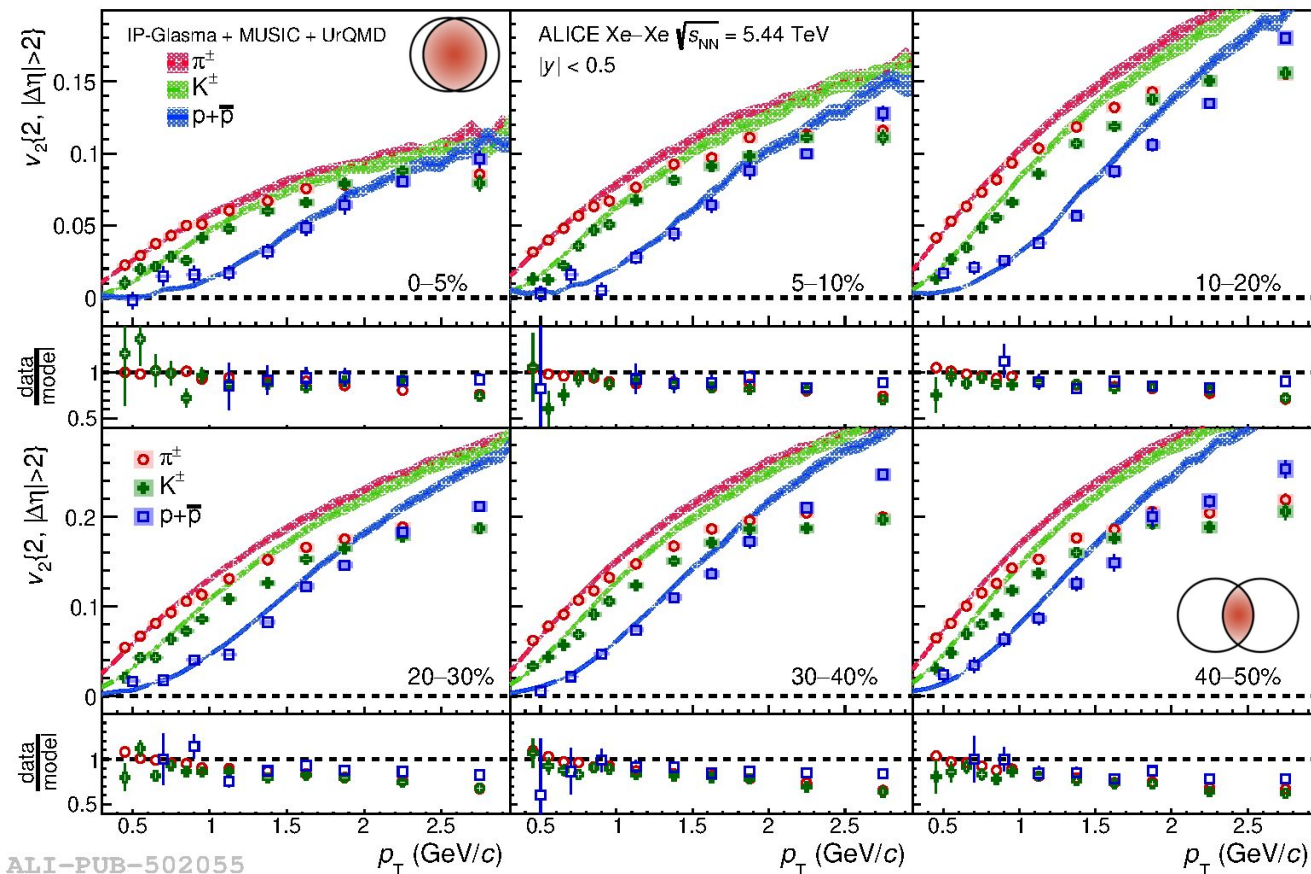 IP-Glasma + MUSIC + UrQMD
π±
K±
p+p̅
ALICE Xe–Xe √sNN = 5.44 TeV
|y| < 0.5
v2{2, |Δη|>2}
0.15
0.1
0.05
0
0–5%
5–10%
10–20%
data
model
1
0.5
v2{2, |Δη|>2}
π±
K±
p+p̅
0.2
0.1
0
20–30%
30–40%
40–50%
data
model
1
0.5
0.5 1 1.5 2 2.5 0.5 1 1.5 2 2.5 0.5 1 1.5 2 2.5
pT (GeV/c) pT (GeV/c) pT (GeV/c)
ALI-PUB-502055